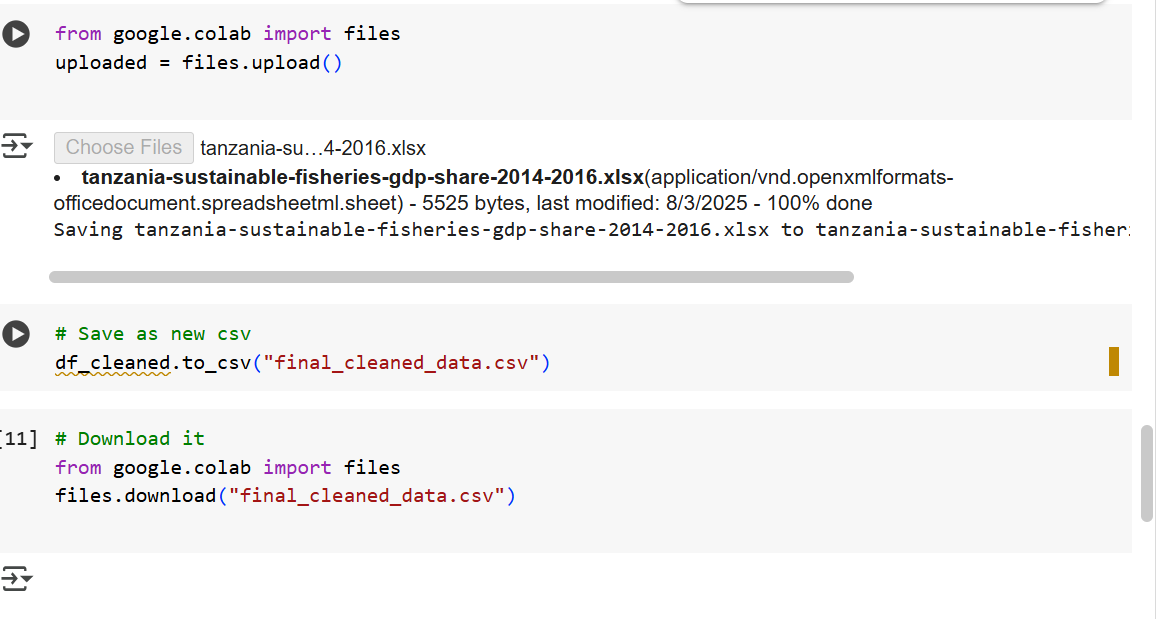 from google.colab import files
uploaded = files.upload()
Choose Files tanzania-su…4-2016.xlsx
• tanzania-sustainable-fisheries-gdp-share-2014-2016.xlsx(application/vnd.openxmlformats-
officedocument.spreadsheetml.sheet) - 5525 bytes, last modified: 8/3/2025 - 100% done
Saving tanzania-sustainable-fisheries-gdp-share-2014-2016.xlsx to tanzania-sustainable-fisher
# Save as new csv
df_cleaned.to_csv("final_cleaned_data.csv")
[11] # Download it
from google.colab import files
files.download("final_cleaned_data.csv")